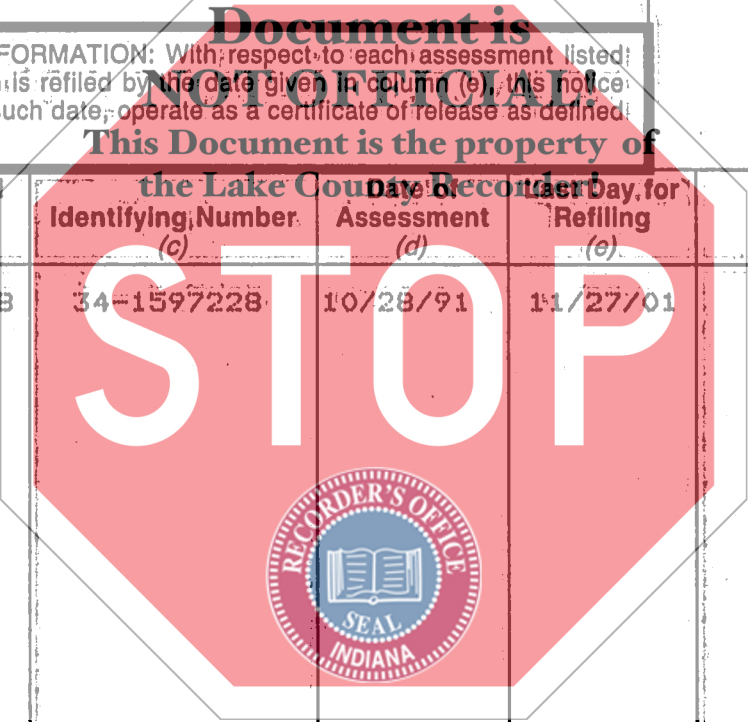 Document is
FORMATION: With respect to each assessment listed
is refiled by the date given in column (e), this notice
NOT OFFICIAL!
such date, operate as a certificate of release as defined
This Document is the property of
the Lake County Recorder!
Identifying Number
(c)
Date of
Assessment
(d)
Last Day for
Refiling
(e)
8
34-1597228
10/28/91
11/27/01
STOP
RECORDER'S OFFICE
SEAL
INDIANA